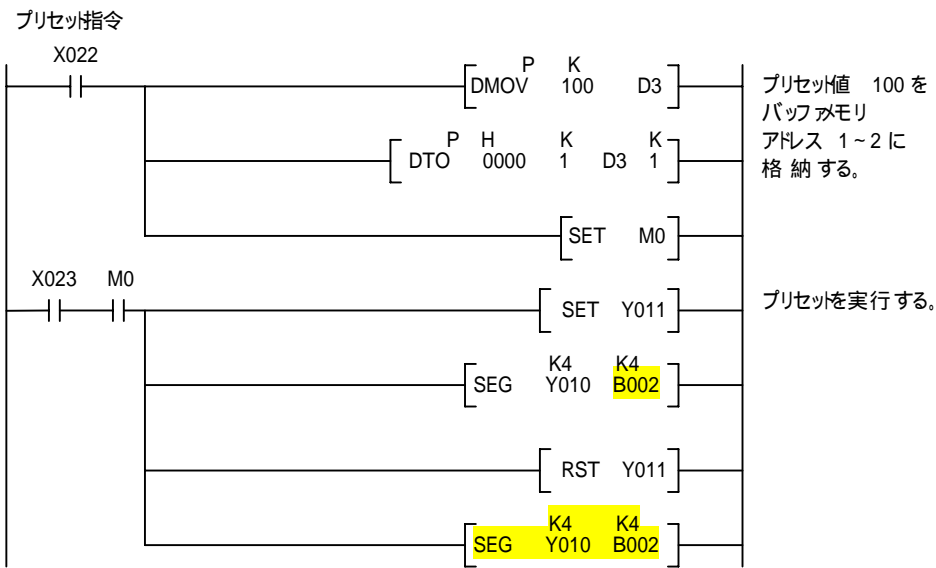 プリセット指令
X022
P K
DMOV 100 D3
プリセット値 100 を
バッファメモリ
アドレス 1~2 に
格 納 する。
P H K K
DTO 0000 1 D3 1
SET M0
X023 M0
SET Y011
プリセットを実行する。
K4 K4
SEG Y010 B002
RST Y011
K4 K4
SEG Y010 B002